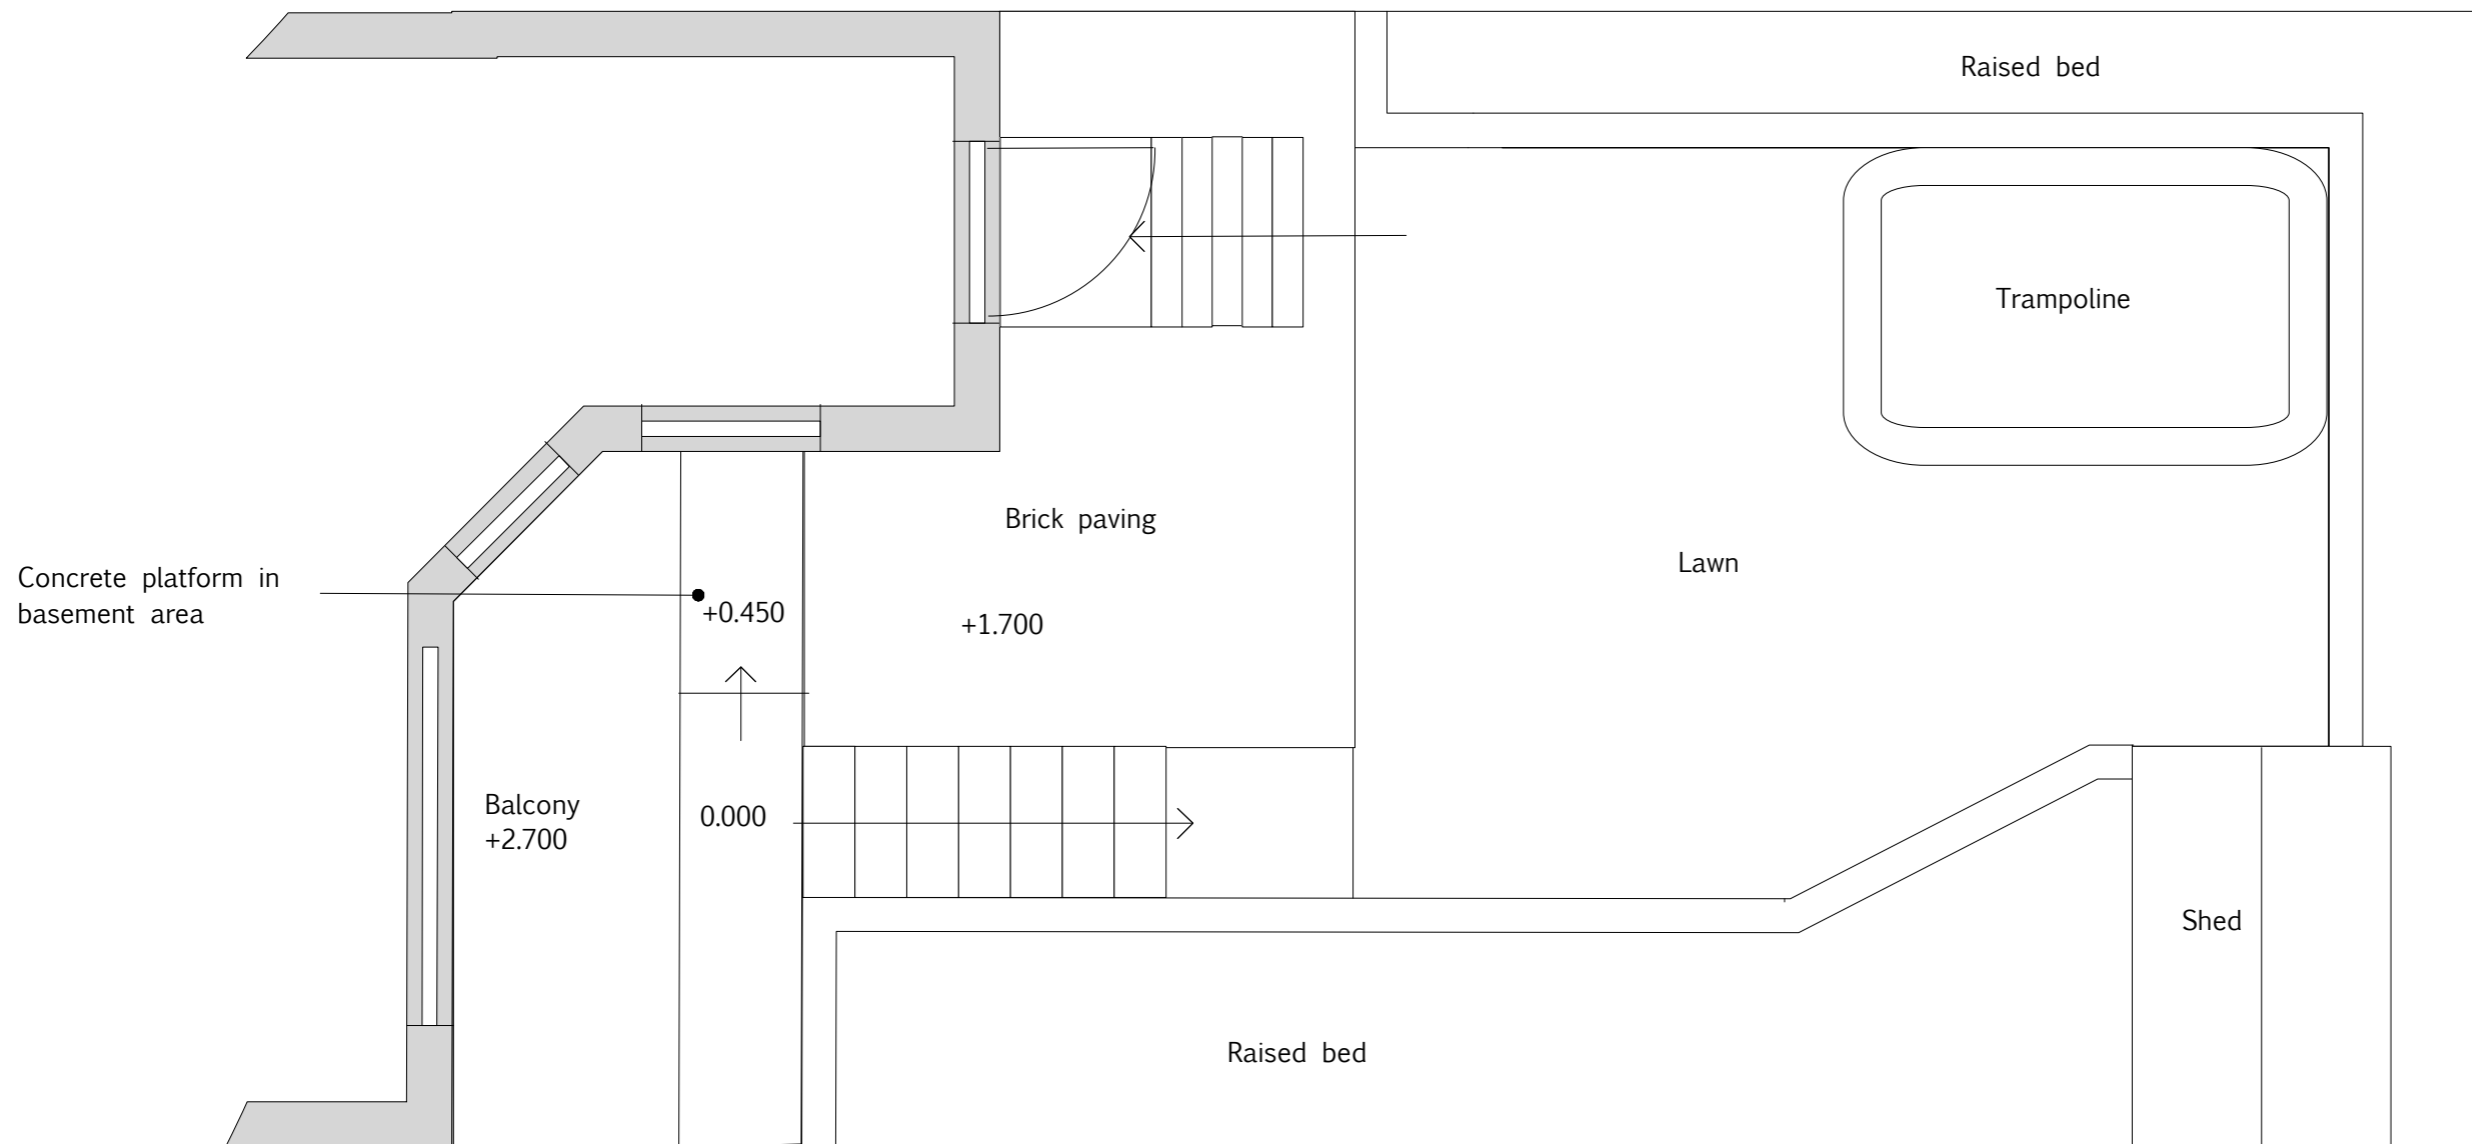 Raised bed
Trampoline
Brick paving
Lawn
Concrete platform in
basement area
+0.450
+1.700
Balcony
+2.700
0.000
Shed
Raised bed